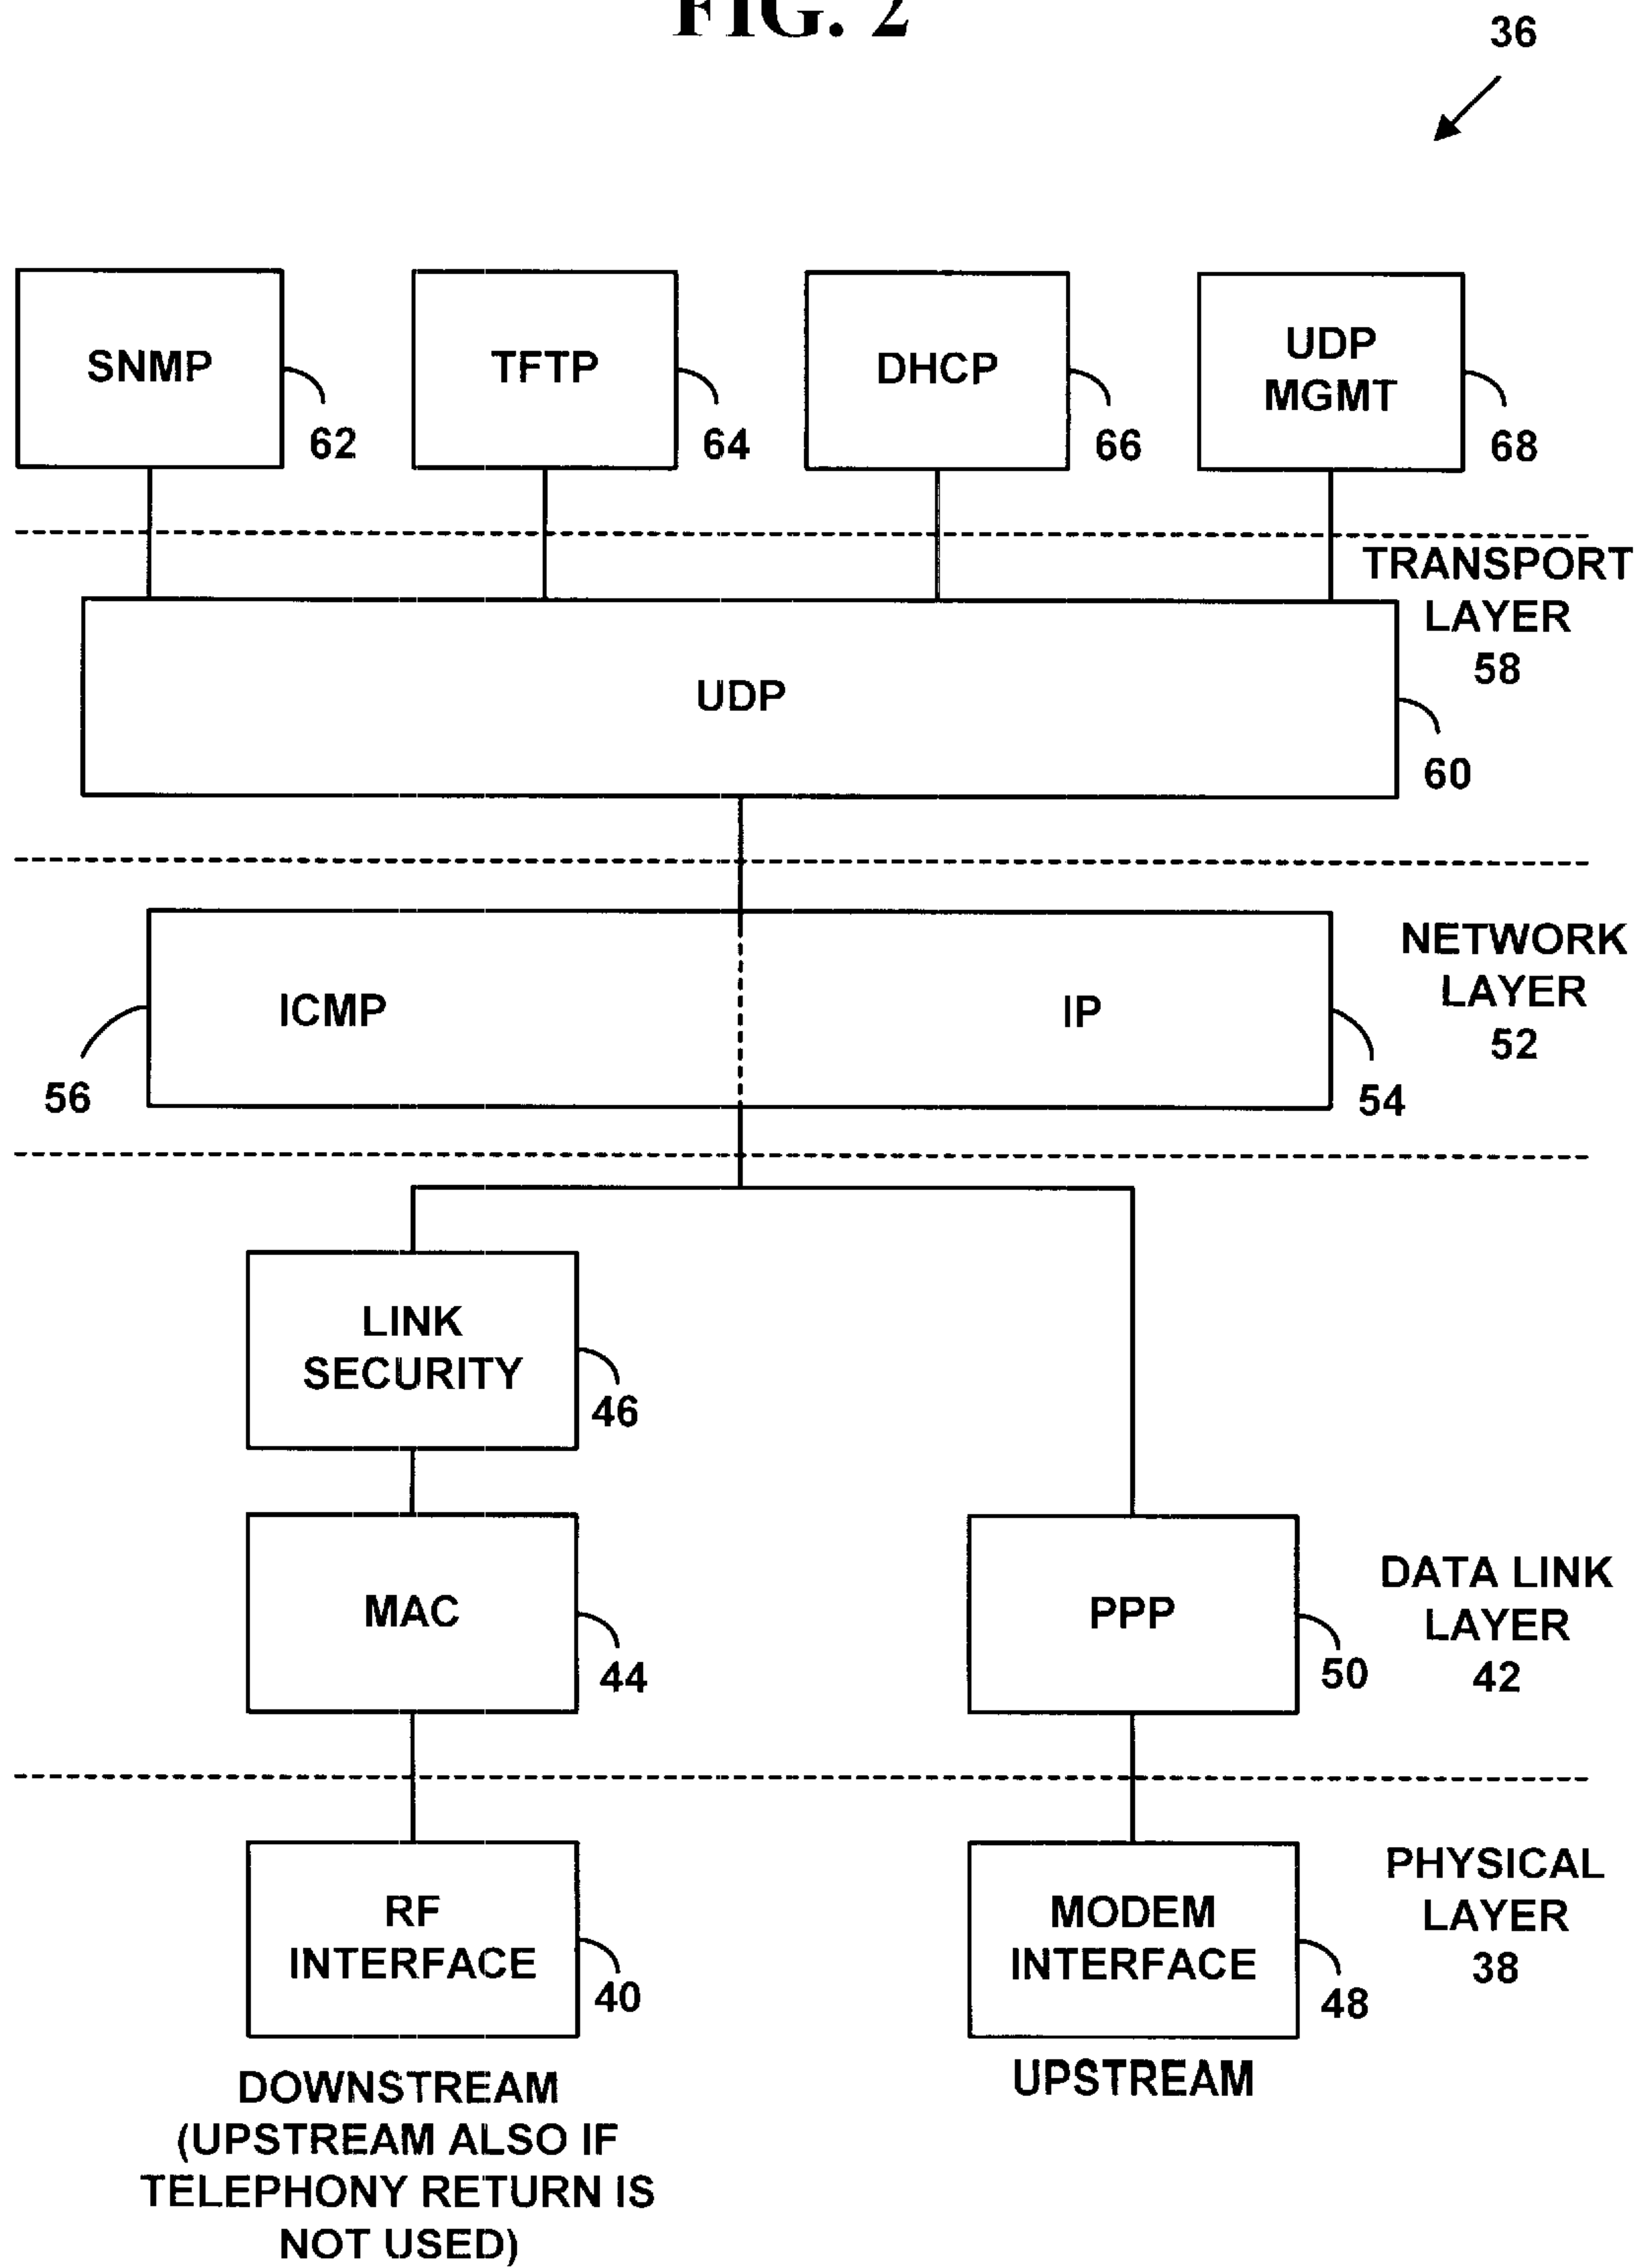 FIG. 2
36
SNMP
62
TFTP
64
DHCP
66
UDP
MGMT
68
TRANSPORT
LAYER
58
UDP
60
NETWORK
LAYER
52
ICMP
56
IP
54
LINK
SECURITY
46
MAC
44
PPP
50
DATA LINK
LAYER
42
RF
INTERFACE
40
MODEM
INTERFACE
48
PHYSICAL
LAYER
38
DOWNSTREAM
(UPSTREAM ALSO IF
TELEPHONY RETURN IS
NOT USED)
UPSTREAM